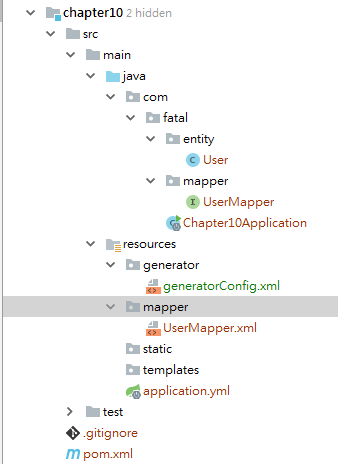 chapter10 2 hidden
src
main
java
com
fatal
entity
User
mapper
UserMapper
Chapter10Application
resources
generator
generatorConfig.xml
mapper
UserMapper.xml
static
templates
application.yml
test
.gitignore
pom.xml